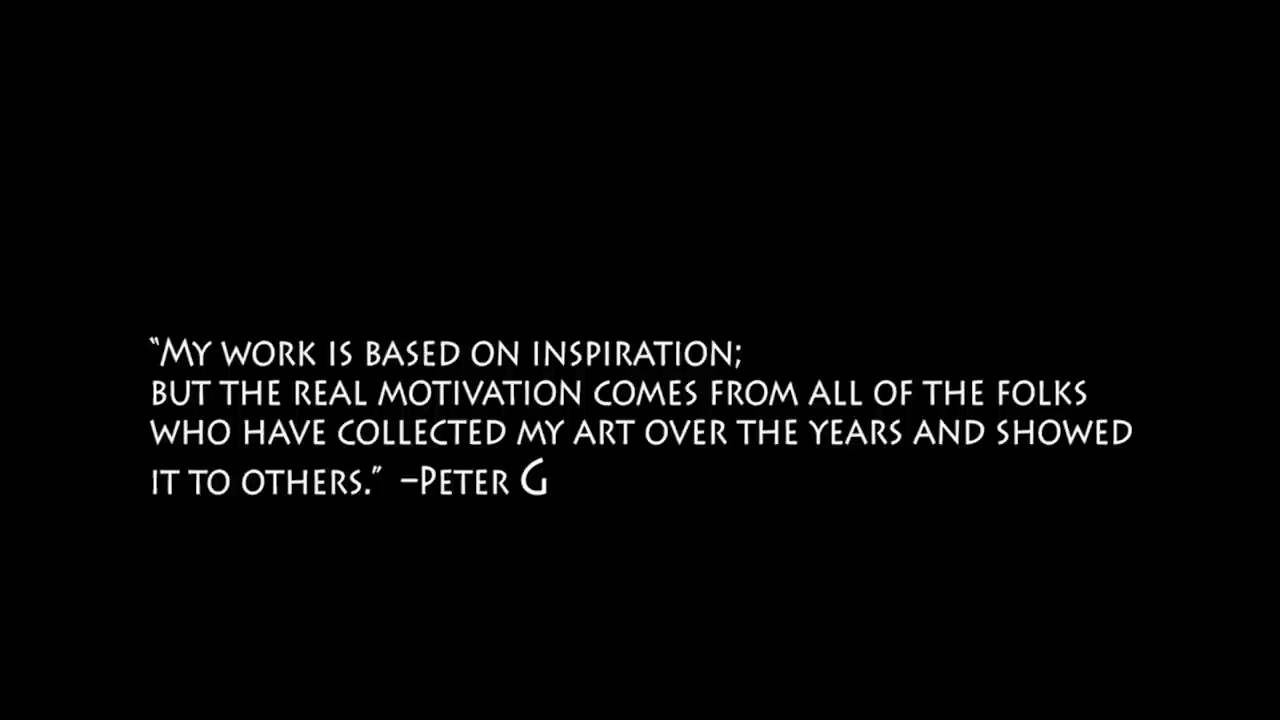 “My work is based on inspiration;
but the real motivation comes from all of the folks
who have collected my art over the years and showed
it to others.” –Peter G